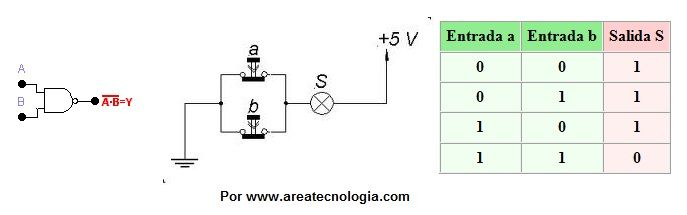 A
B
A·B=Y
a
b
S
+5 V
Entrada a Entrada b Salida S
0 0 1
0 1 1
1 0 1
1 1 0
Por www.areatecnologia.com